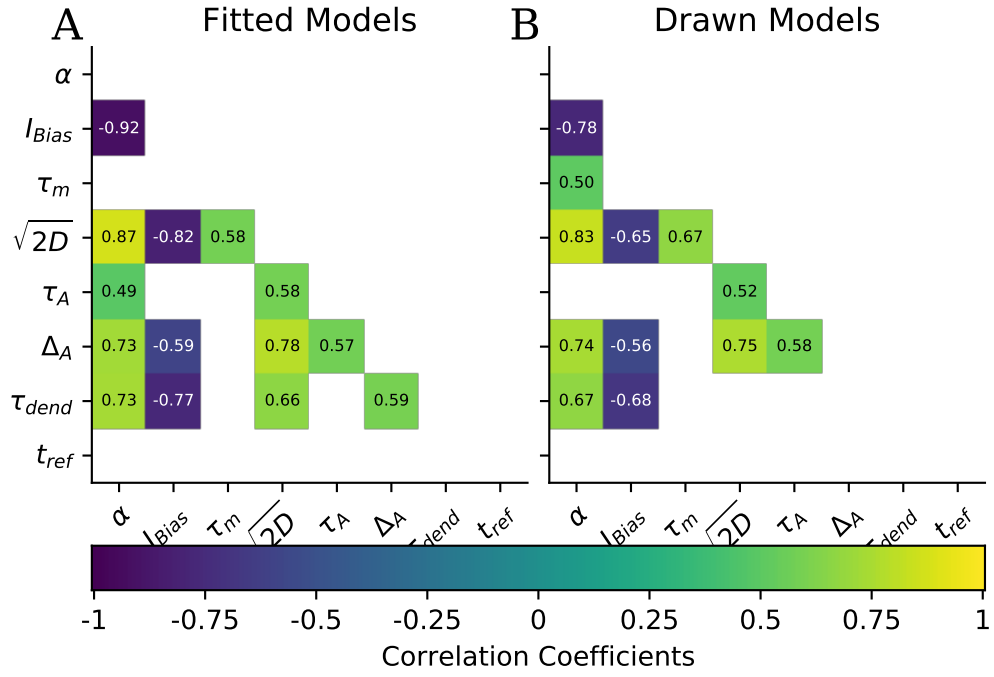 A Fitted Models B Drawn Models
α
I_Bias -0.92 -0.78
τ_m 0.50
√2D 0.87 -0.82 0.58 0.83 -0.65 0.67
τ_A 0.49 0.58 0.52
Δ_A 0.73 -0.59 0.78 0.57 0.74 -0.56 0.75 0.58
τ_dend 0.73 -0.77 0.66 0.59 0.67 -0.68
t_ref
α I_Bias τ_m √2D τ_A Δ_A τ_dend t_ref α I_Bias τ_m √2D τ_A Δ_A τ_dend t_ref
-1 -0.75 -0.5 -0.25 0 0.25 0.5 0.75 1
Correlation Coefficients